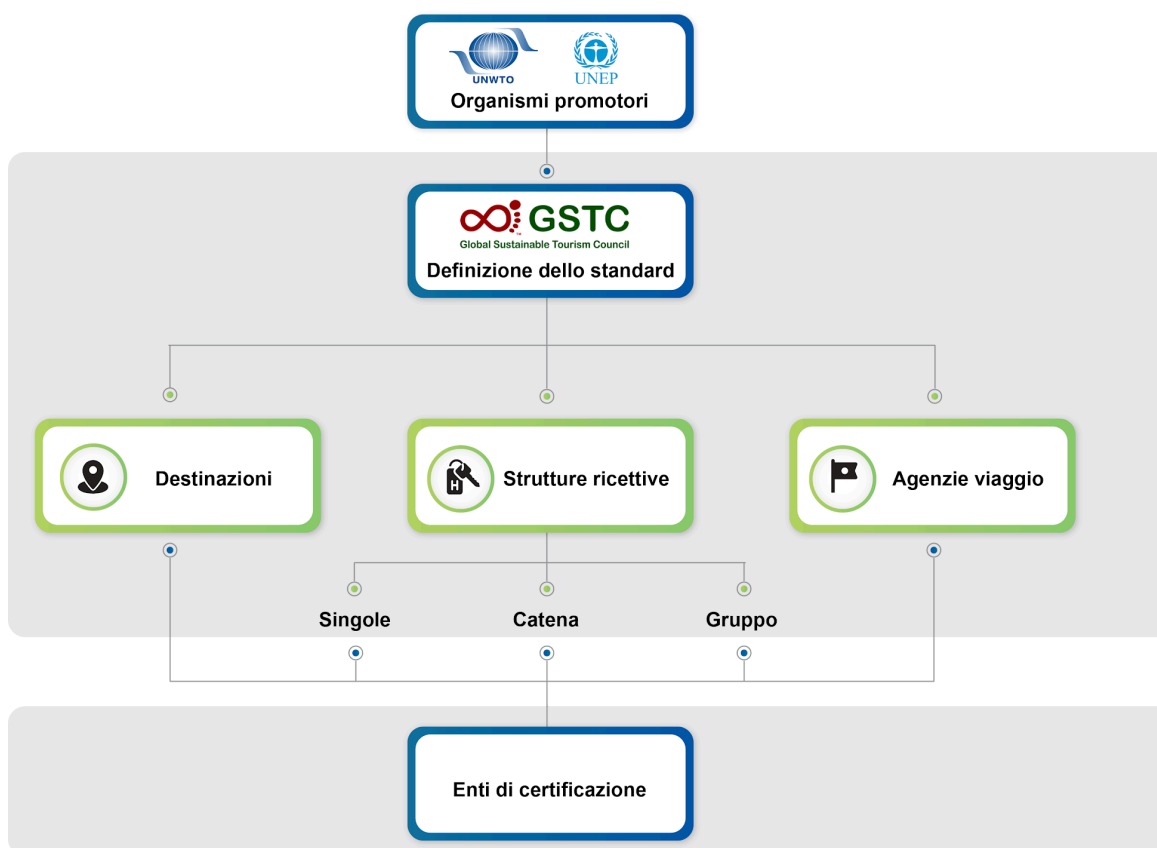 UNWTO
UNEP
Organismi promotori
GSTC
Global Sustainable Tourism Council
Definizione dello standard
Destinazioni
H
Strutture ricettive
Agenzie viaggio
Singole
Catena
Gruppo
Enti di certificazione